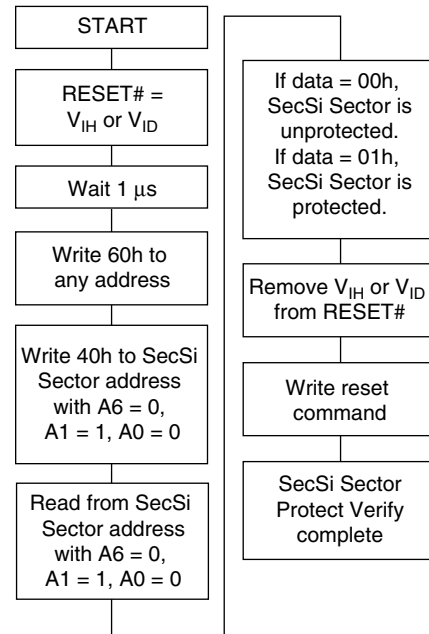 START
RESET# =
V_IH or V_ID
Wait 1 μs
Write 60h to
any address
Write 40h to SecSi
Sector address
with A6 = 0,
A1 = 1, A0 = 0
Read from SecSi
Sector address
with A6 = 0,
A1 = 1, A0 = 0
If data = 00h,
SecSi Sector is
unprotected.
If data = 01h,
SecSi Sector is
protected.
Remove V_IH or V_ID
from RESET#
Write reset
command
SecSi Sector
Protect Verify
complete